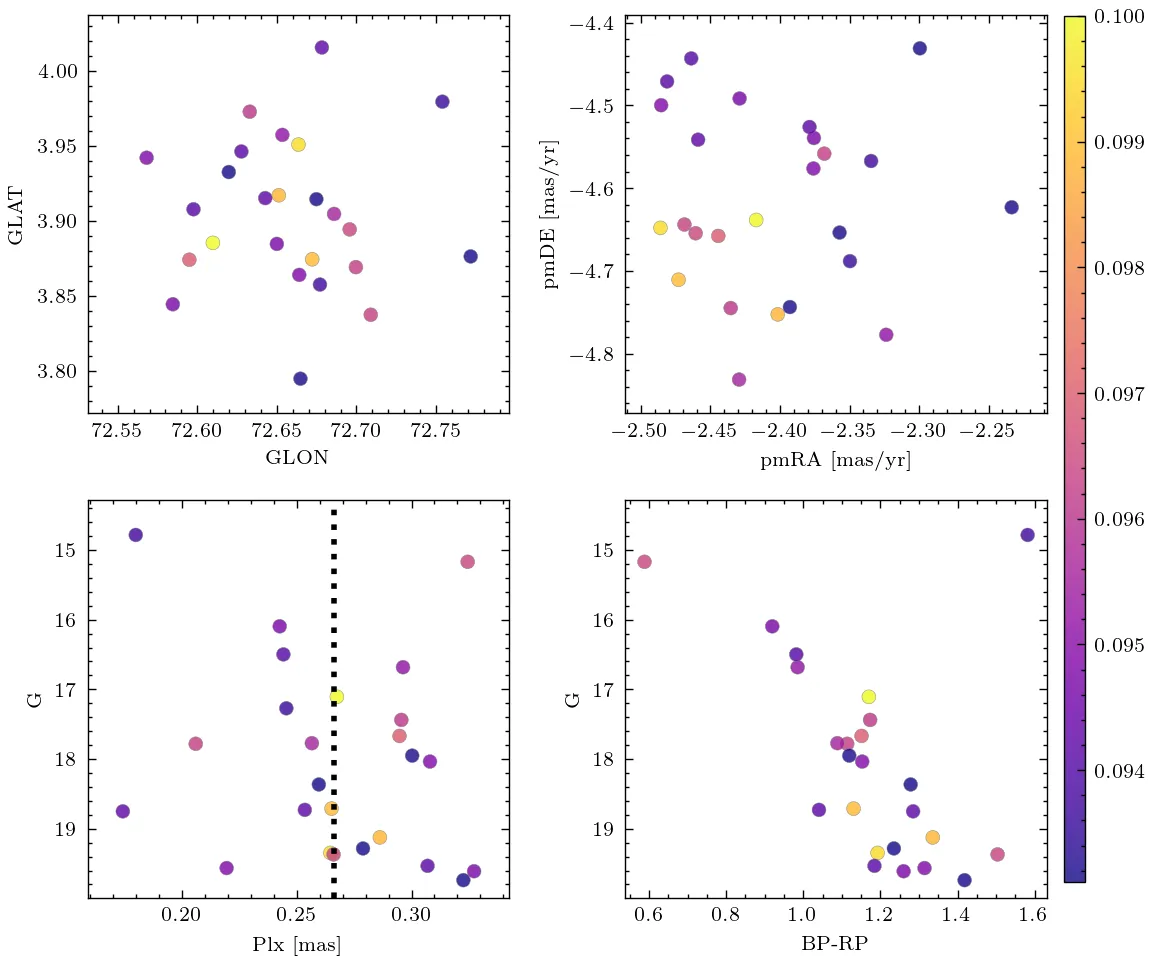 4.00
3.95
3.90
3.85
3.80
GLAT
72.55 72.60 72.65 72.70 72.75
GLON
−4.4
−4.5
−4.6
−4.7
−4.8
pmDE [mas/yr]
−2.50 −2.45 −2.40 −2.35 −2.30 −2.25
pmRA [mas/yr]
15
16
17
18
19
G
0.20 0.25 0.30
Plx [mas]
15
16
17
18
19
G
0.6 0.8 1.0 1.2 1.4 1.6
BP-RP
0.100
0.099
0.098
0.097
0.096
0.095
0.094